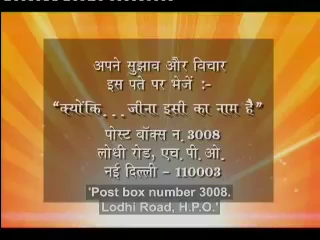 अपने सुझाव और विचार
इस पते पर भेजें :-
“क्योंकि...जीना इसी का नाम है”
पोस्ट बॉक्स न. 3008
लोधी रोड, एच.पी.ओ.
नई दिल्ली - 110003
'Post box number 3008.
Lodhi Road, H.P.O.'